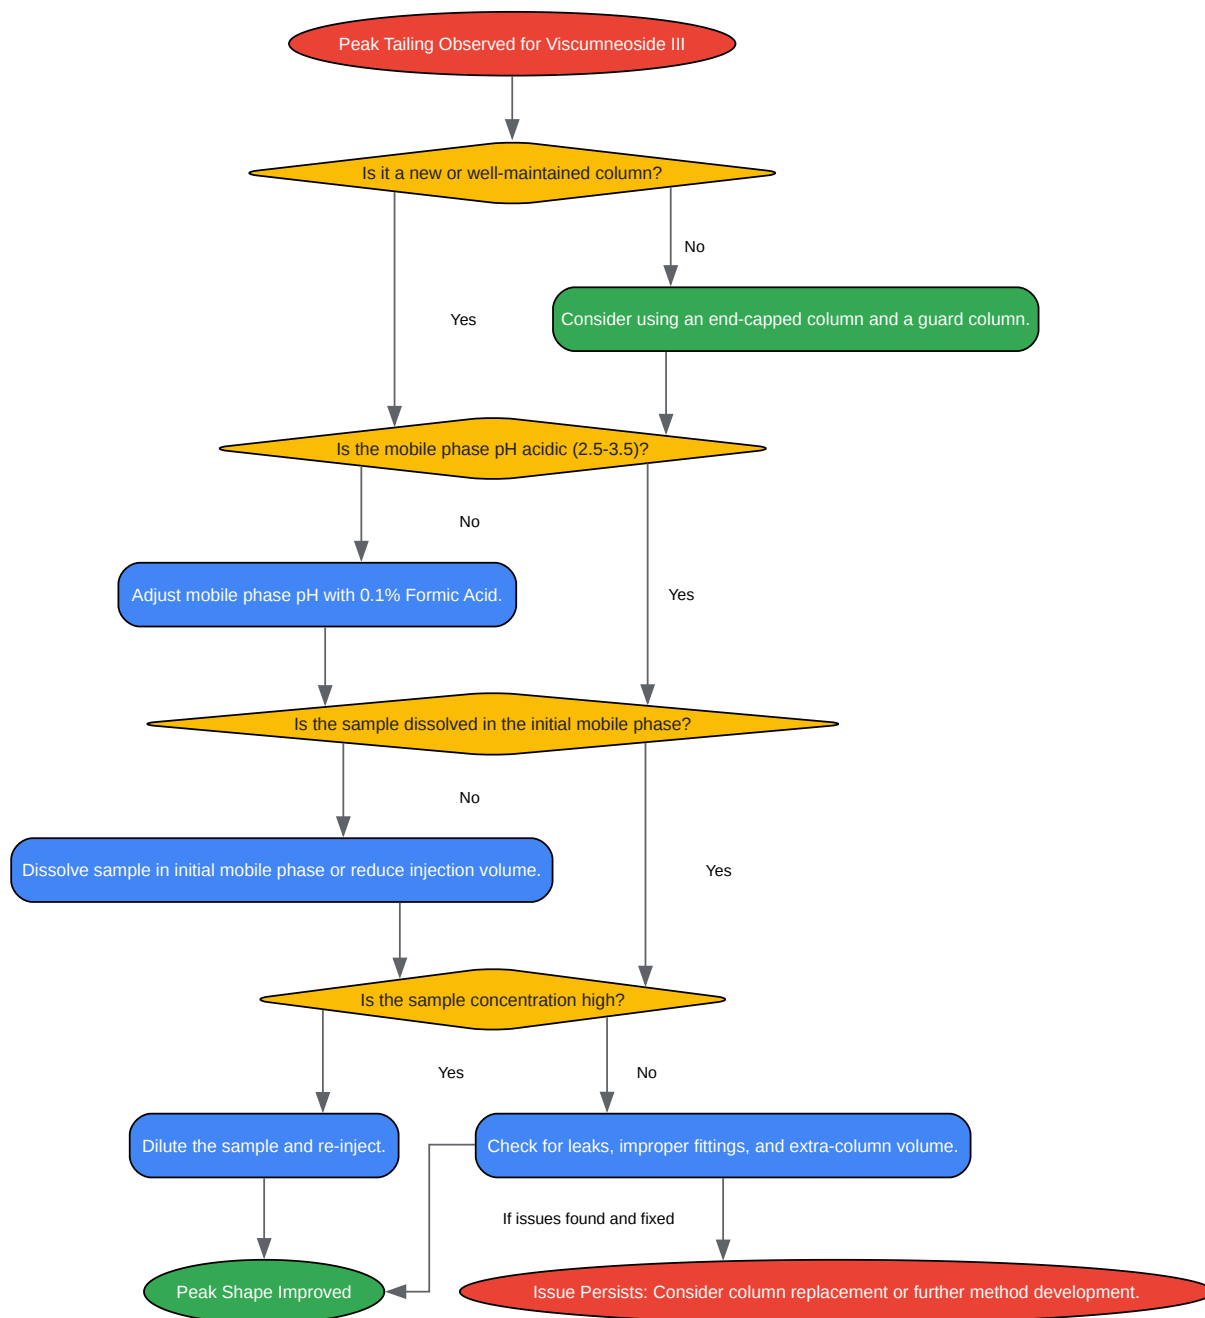 Peak Tailing Observed for Viscumneoside III
Is it a new or well-maintained column?
No
Consider using an end-capped column and a guard column.
Yes
Is the mobile phase pH acidic (2.5-3.5)?
No
Adjust mobile phase pH with 0.1% Formic Acid.
Yes
Is the sample dissolved in the initial mobile phase?
No
Dissolve sample in initial mobile phase or reduce injection volume.
Yes
Is the sample concentration high?
Yes
No
Dilute the sample and re-inject.
Check for leaks, improper fittings, and extra-column volume.
If issues found and fixed
Peak Shape Improved
Issue Persists: Consider column replacement or further method development.